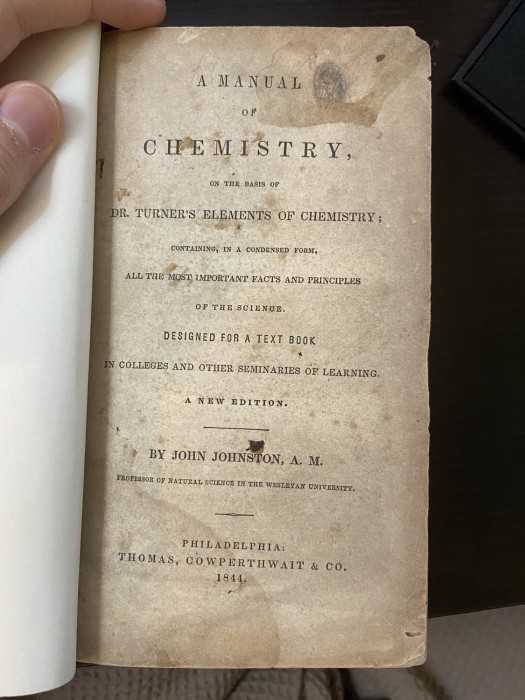 A MANUAL
OF
CHEMISTRY,
ON THE BASIS OF
DR. TURNER'S ELEMENTS OF CHEMISTRY;
CONTAINING, IN A CONDENSED FORM,
ALL THE MOST IMPORTANT FACTS AND PRINCIPLES
OF THE SCIENCE.
DESIGNED FOR A TEXT BOOK
IN COLLEGES AND OTHER SEMINARIES OF LEARNING.
A NEW EDITION.
BY JOHN JOHNSTON, A. M.
PROFESSOR OF NATURAL SCIENCE IN THE WESLEYAN UNIVERSITY.
PHILADELPHIA:
THOMAS, COWPERTHWAIT & CO.
1844.